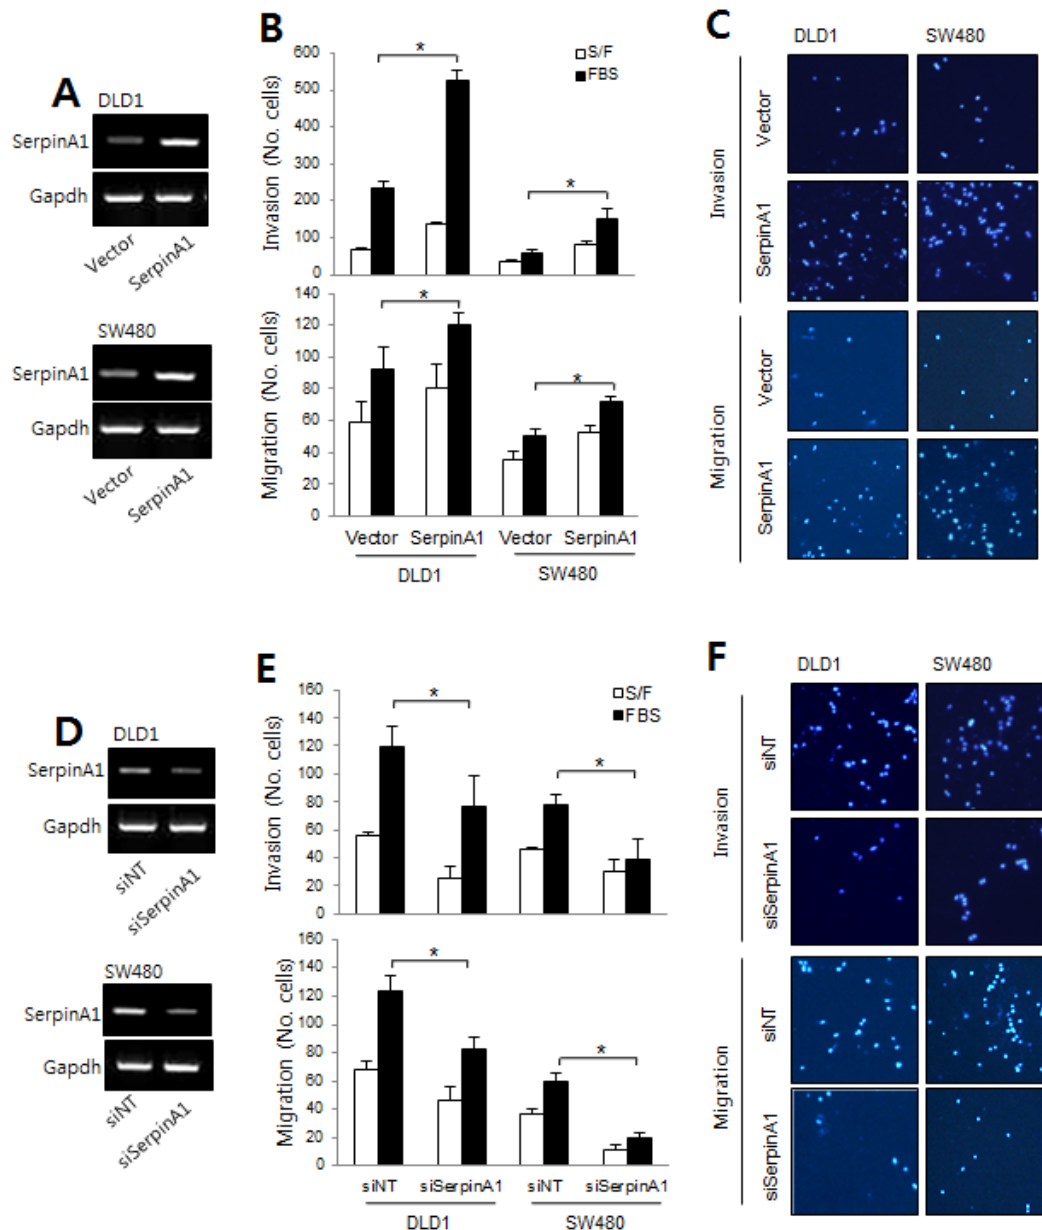 A
DLD1
SerpinA1
Gapdh
Vector
SerpinA1
SW480
SerpinA1
Gapdh
Vector
SerpinA1
B
S/F
FBS
Invasion (No. cells)
600
500
400
300
200
100
0
*
*
Migration (No. cells)
140
120
100
80
60
40
20
0
*
*
Vector SerpinA1 Vector SerpinA1
DLD1 SW480
C
DLD1 SW480
Invasion
Vector
SerpinA1
Migration
Vector
SerpinA1
D
DLD1
SerpinA1
Gapdh
siNT
siSerpinA1
SW480
SerpinA1
Gapdh
siNT
siSerpinA1
E
S/F
FBS
Invasion (No. cells)
160
140
120
100
80
60
40
20
0
*
*
Migration (No. cells)
160
140
120
100
80
60
40
20
0
*
*
siNT siSerpinA1 siNT siSerpinA1
DLD1 SW480
F
DLD1 SW480
Invasion
siNT
siSerpinA1
Migration
siNT
siSerpinA1